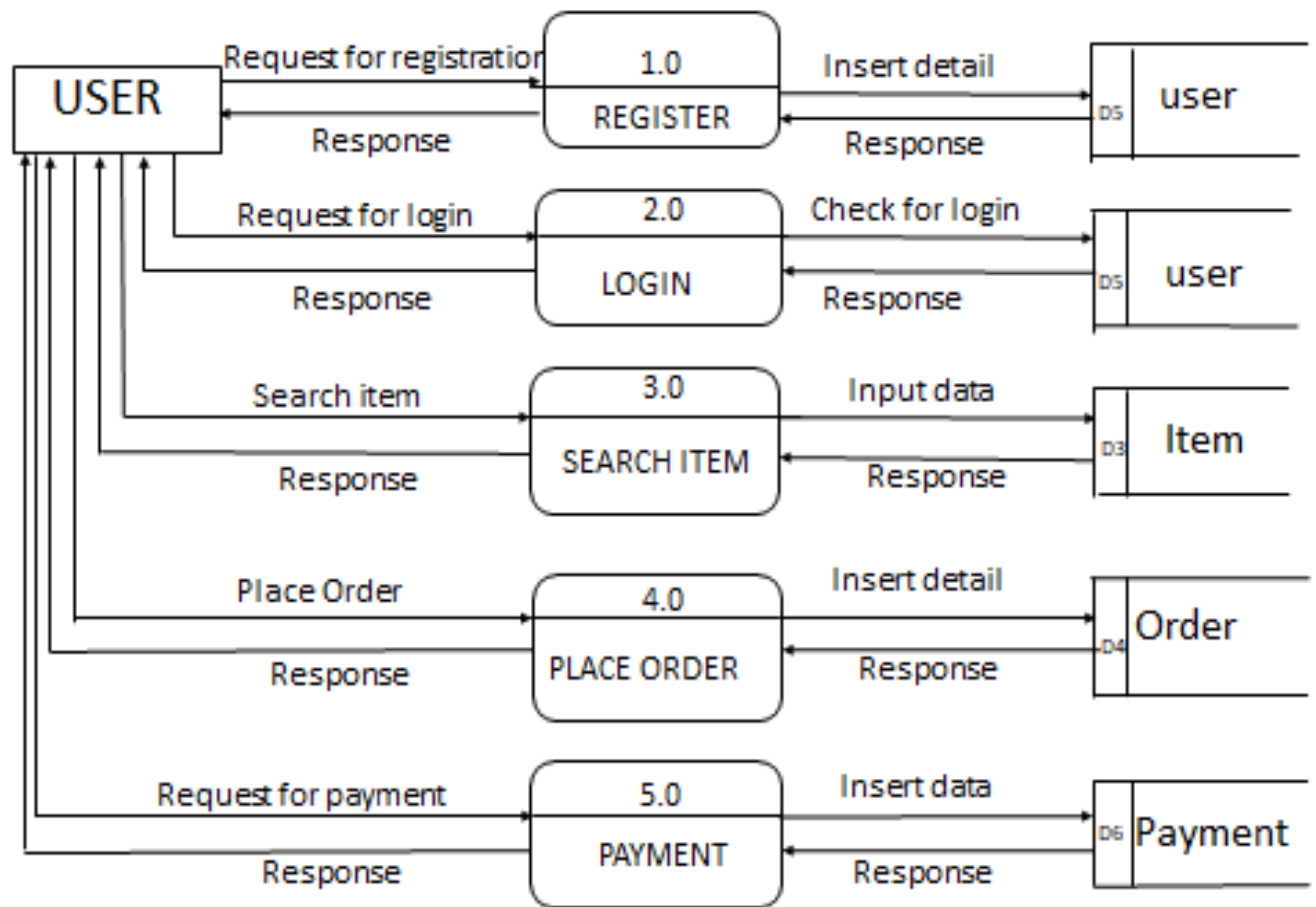 USER
Request for registration
Response
1.0
REGISTER
Insert detail
Response
D5
user
Request for login
Response
2.0
LOGIN
Check for login
Response
D5
user
Search item
Response
3.0
SEARCH ITEM
Input data
Response
D3
Item
Place Order
Response
4.0
PLACE ORDER
Insert detail
Response
D4
Order
Request for payment
Response
5.0
PAYMENT
Insert data
Response
D6
Payment